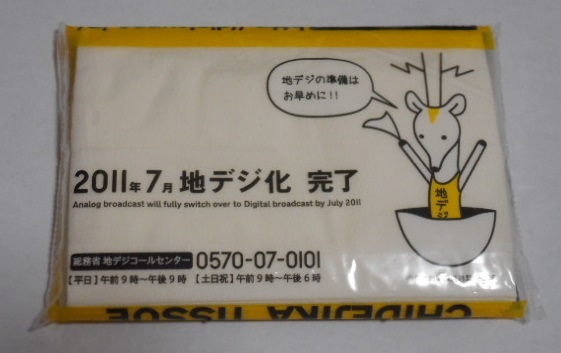 地デジの準備は
お早めに!!
2011年7月 地デジ化 完了
Analog broadcast will fully switch over to Digital broadcast by July 2011
地デジ
総務省 地デジコールセンター 0570-07-0101
【平日】午前9時～午後9時 【土日祝】午前9時～午後6時
CHIDEJIKA TISSUE